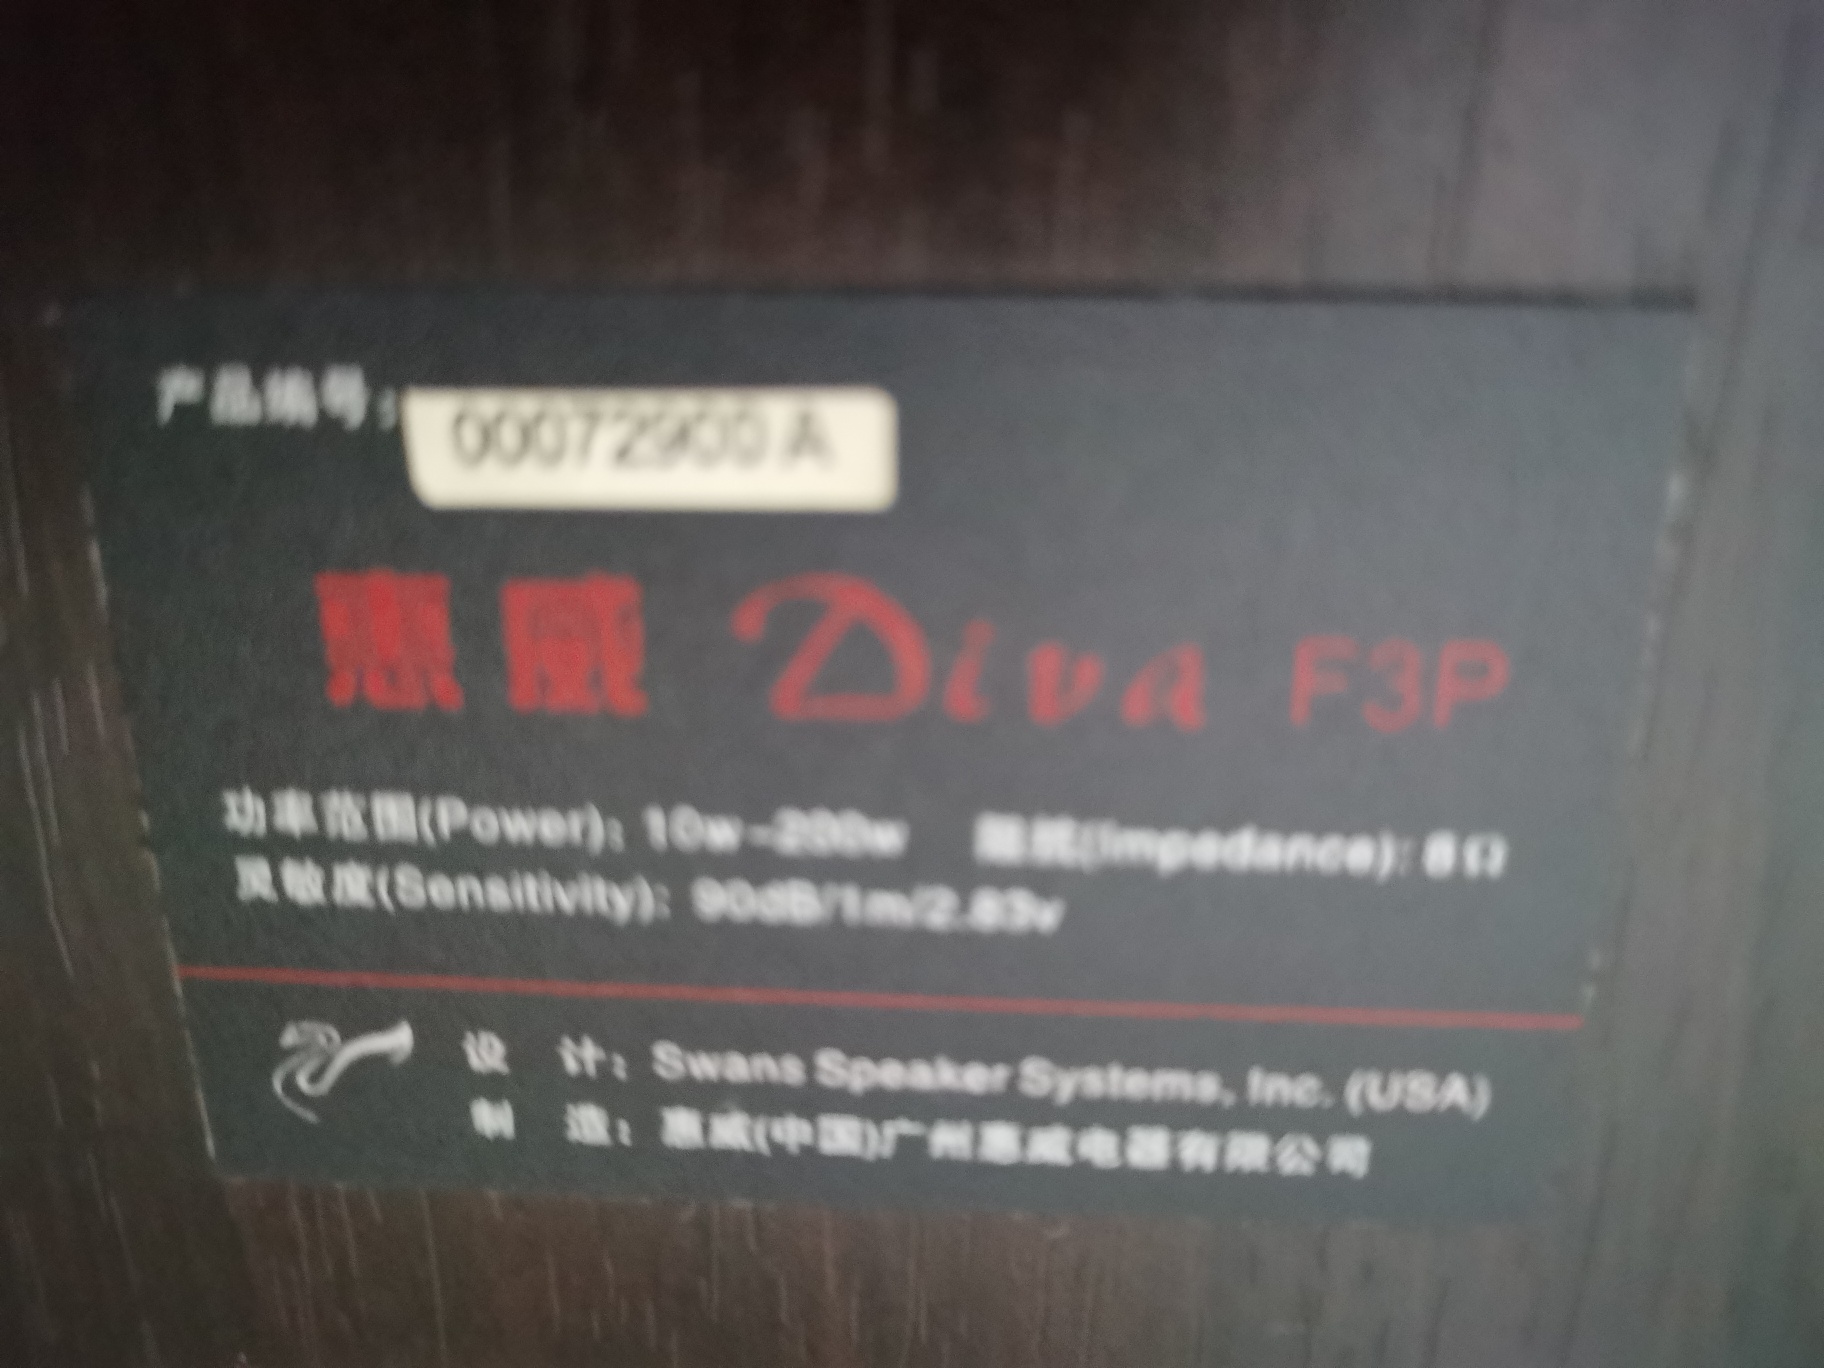 产品编号: 00072900 A
惠威 Diva F3P
功率范围(Power): 10w-200w 阻抗(Impedance): 8Ω
灵敏度(Sensitivity): 90dB/1m/2.83v
设 计: Swans Speaker Systems, Inc. (USA)
制 造: 惠威(中国)广州惠威电器有限公司